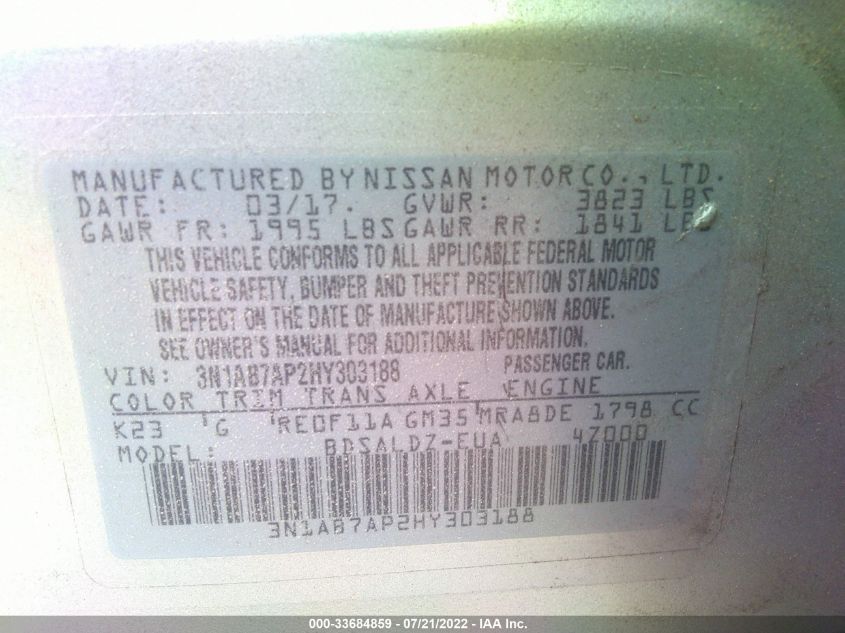 MANUFACTURED BY NISSAN MOTOR CO., LTD.
DATE: 03/17. GVWR: 3823 LBS
GAWR FR: 1995 LBS GAWR RR: 1841 LBS
THIS VEHICLE CONFORMS TO ALL APPLICABLE FEDERAL MOTOR
VEHICLE SAFETY, BUMPER AND THEFT PREVENTION STANDARDS
IN EFFECT ON THE DATE OF MANUFACTURE SHOWN ABOVE.
SEE OWNER'S MANUAL FOR ADDITIONAL INFORMATION.
VIN: 3N1AB7AP2HY303188 PASSENGER CAR.
COLOR TRIM TRANS AXLE ENGINE
K23 G RE0F11A GM35 MRA8DE 1798 CC
MODEL: BDSALDZ-EUA 47000
3N1AB7AP2HY303188
000-33684859 - 07/21/2022 - IAA Inc.